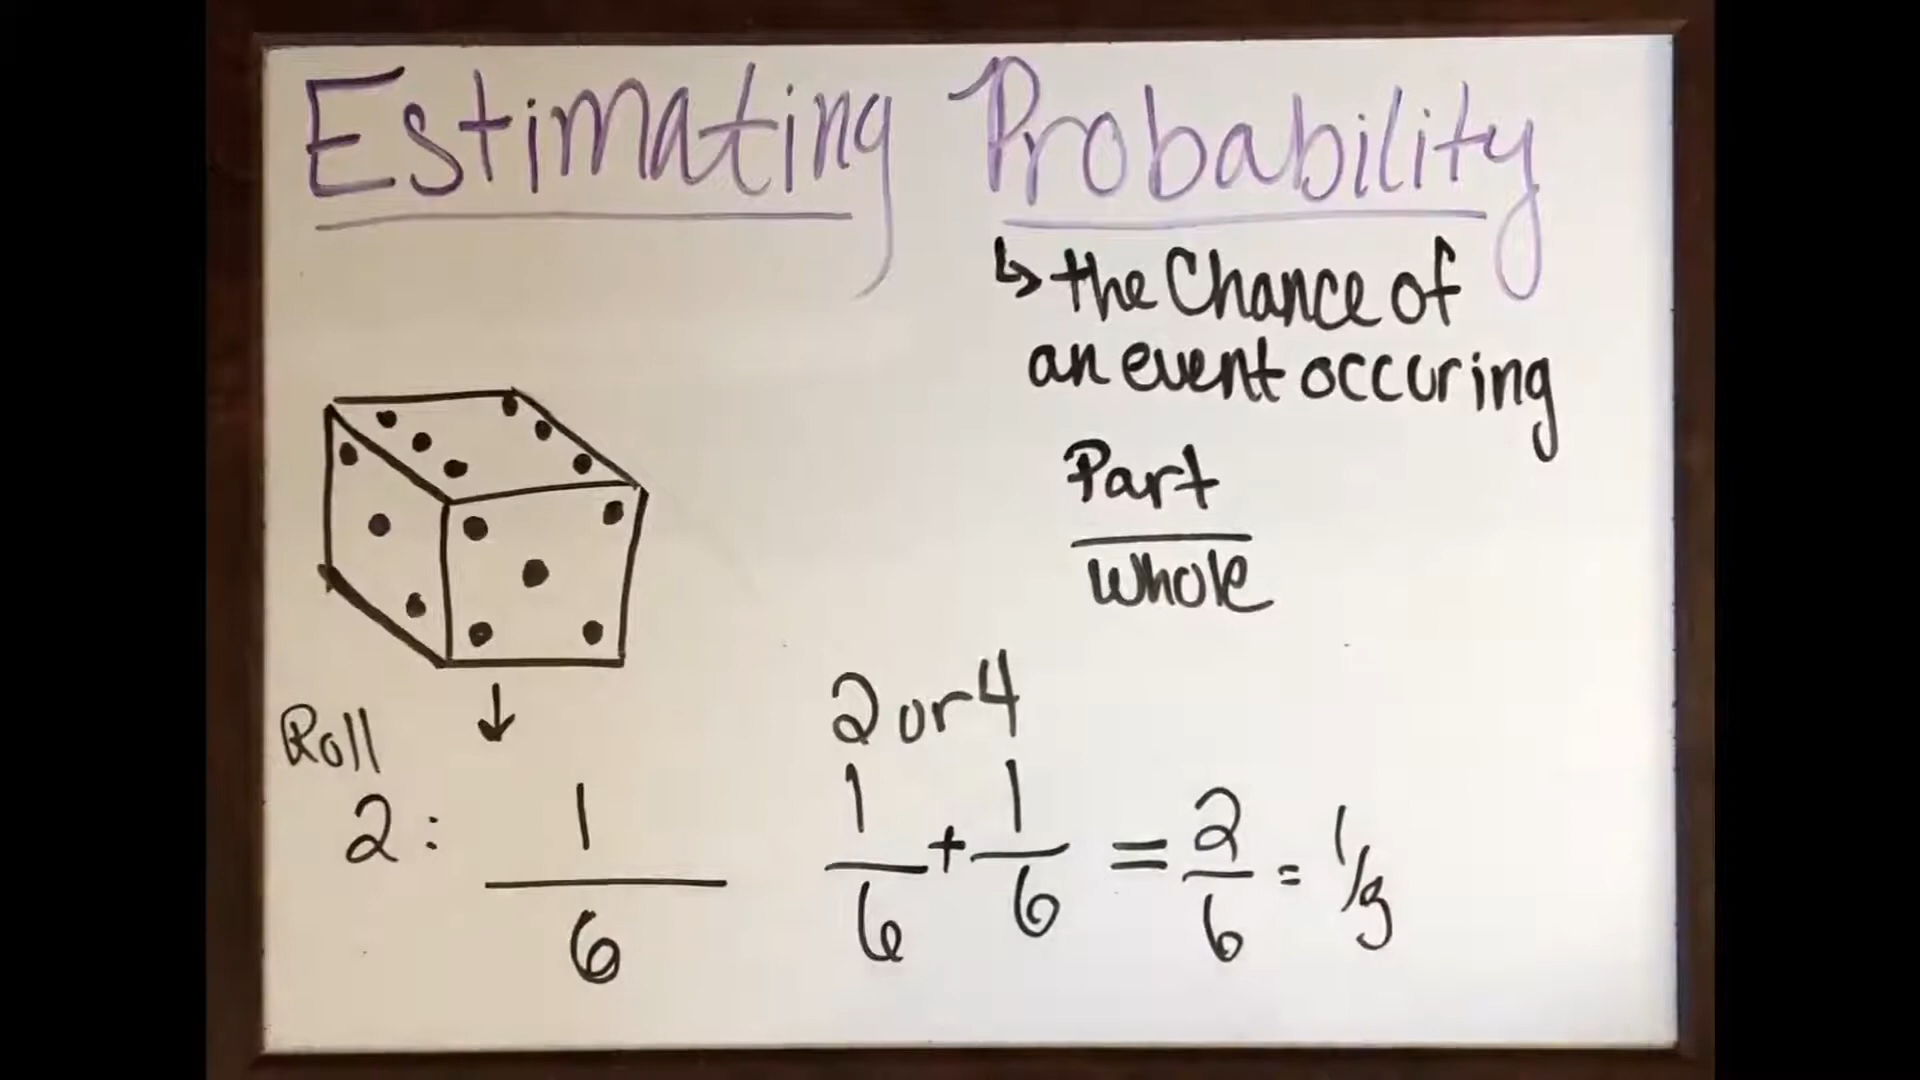 Estimating Probability
↳ the Chance of
an event occuring
Part
Whole
Roll
2:
1
6
2 or 4
1/6 + 1/6 = 2/6 = 1/3